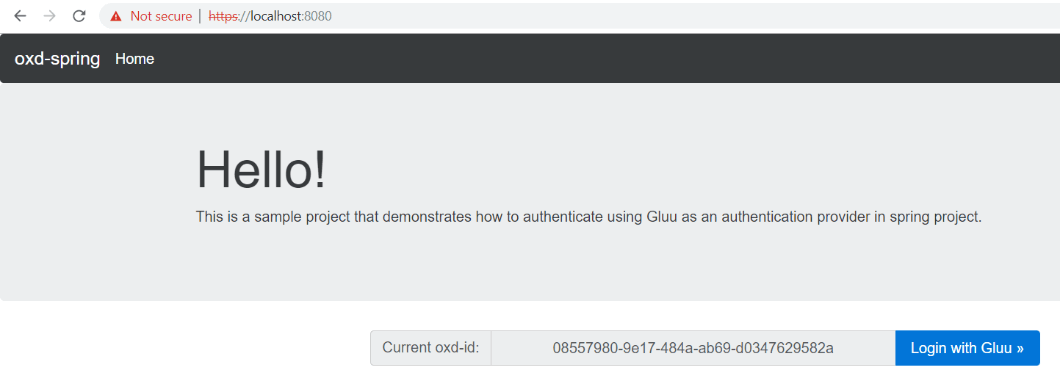 Not secure | https://localhost:8080
oxd-spring Home
Hello!
This is a sample project that demonstrates how to authenticate using Gluu as an authentication provider in spring project.
Current oxd-id: 08557980-9e17-484a-ab69-d0347629582a Login with Gluu »